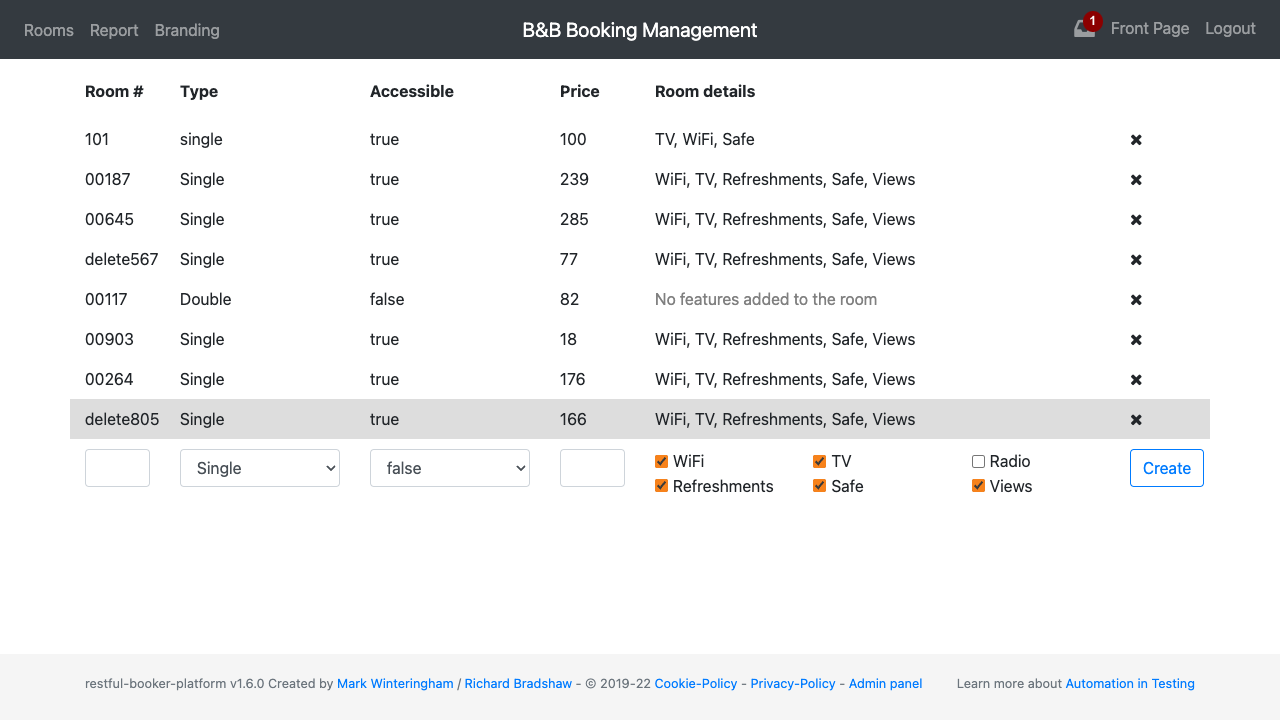 Rooms Report Branding B&B Booking Management 1 Front Page Logout
Room # Type Accessible Price Room details
101 single true 100 TV, WiFi, Safe
00187 Single true 239 WiFi, TV, Refreshments, Safe, Views
00645 Single true 285 WiFi, TV, Refreshments, Safe, Views
delete567 Single true 77 WiFi, TV, Refreshments, Safe, Views
00117 Double false 82 No features added to the room
00903 Single true 18 WiFi, TV, Refreshments, Safe, Views
00264 Single true 176 WiFi, TV, Refreshments, Safe, Views
delete805 Single true 166 WiFi, TV, Refreshments, Safe, Views
Single false WiFi TV Radio Create
Refreshments Safe Views
restful-booker-platform v1.6.0 Created by Mark Winteringham / Richard Bradshaw - © 2019-22 Cookie-Policy - Privacy-Policy - Admin panel Learn more about Automation in Testing